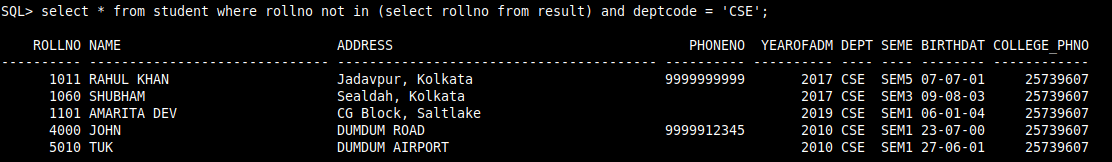 SQL> select * from student where rollno not in (select rollno from result) and deptcode = 'CSE';
ROLLNO NAME ADDRESS PHONENO YEAROFADM DEPT SEME BIRTHDAT COLLEGE_PHNO
---------- ------------------------------ ---------------------------------------- ---------- ---------- ---- ---- -------- ------------
1011 RAHUL KHAN Jadavpur, Kolkata 9999999999 2017 CSE SEM5 07-07-01 25739607
1060 SHUBHAM Sealdah, Kolkata 2017 CSE SEM3 09-08-03 25739607
1101 AMARITA DEV CG Block, Saltlake 2019 CSE SEM1 06-01-04 25739607
4000 JOHN DUMDUM ROAD 9999912345 2010 CSE SEM1 23-07-00 25739607
5010 TUK DUMDUM AIRPORT 2010 CSE SEM1 27-06-01 25739607